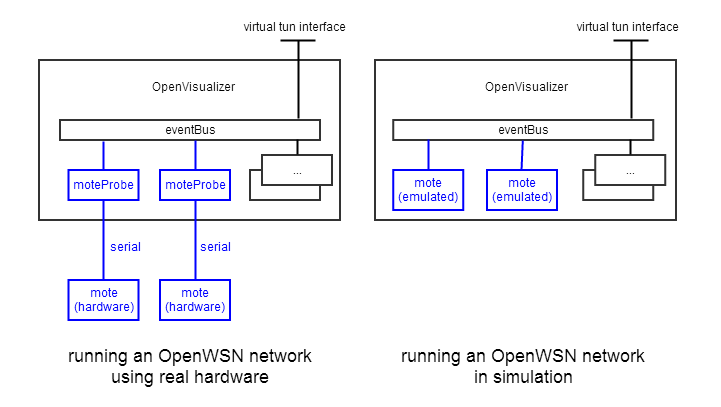 virtual tun interface
OpenVisualizer
eventBus
moteProbe
moteProbe
...
serial
serial
mote
(hardware)
mote
(hardware)
running an OpenWSN network
using real hardware
virtual tun interface
OpenVisualizer
eventBus
mote
(emulated)
mote
(emulated)
...
running an OpenWSN network
in simulation